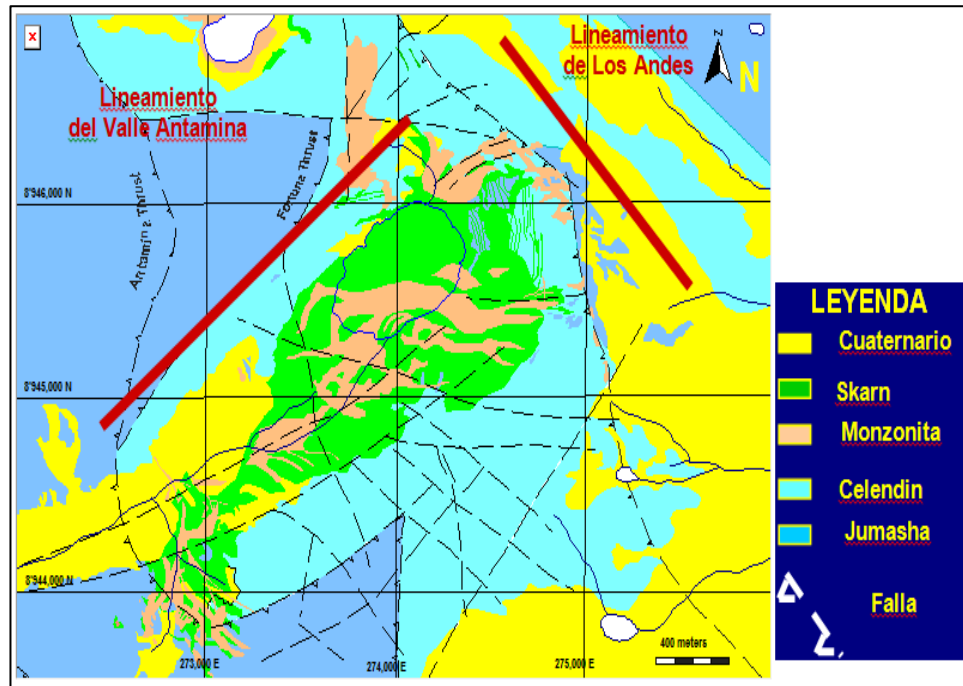 Lineamiento
de Los Andes
Z
N
Lineamiento
del Valle Antamina
Fortuna Thrust
8'946,000 N
Antamina Thrust
8'945,000 N
8'944,000 N
273,000 E
274,000 E
275,000 E
400 meters
LEYENDA
Cuaternario
Skarn
Monzonita
Celendin
Jumasha
Falla